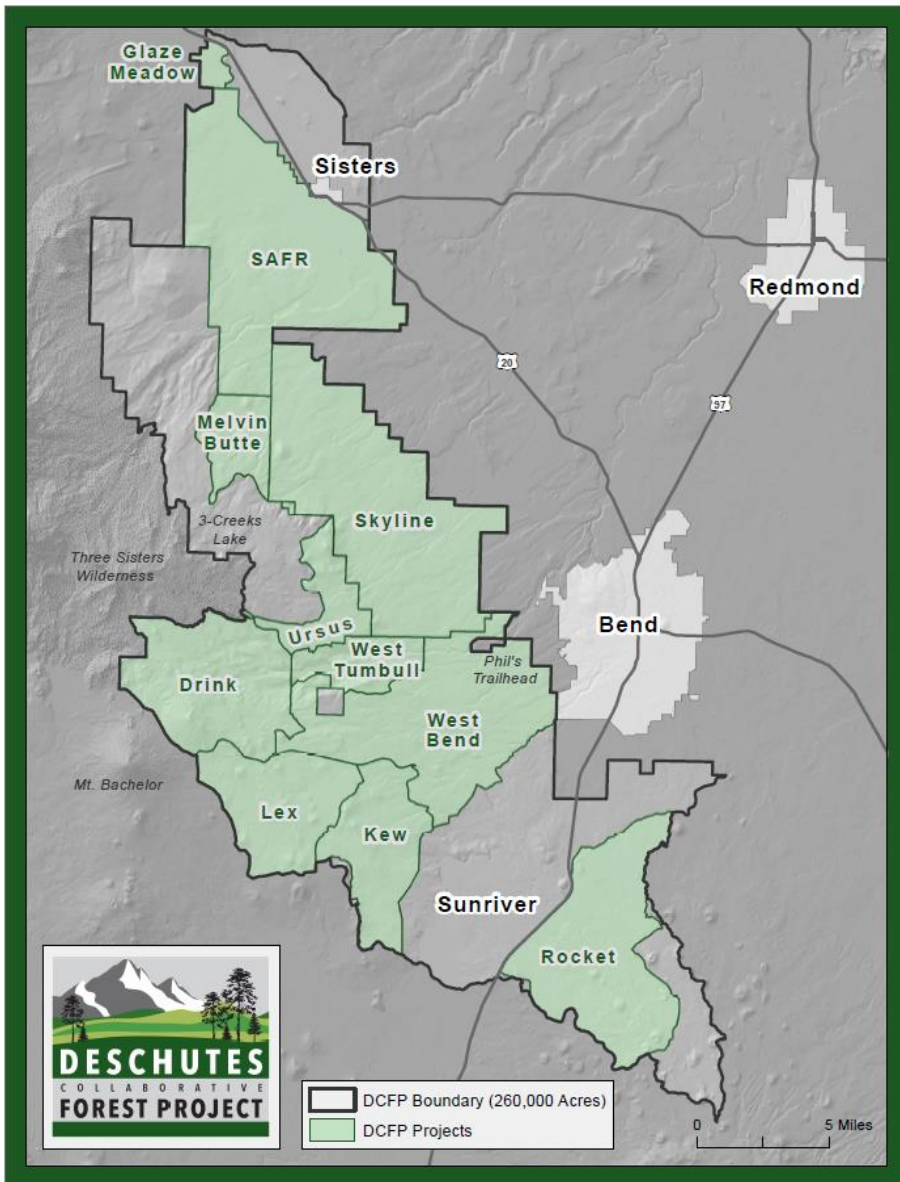 Glaze
Meadow
Sisters
SAFR
Redmond
20
97
Melvin
Butte
3-Creeks
Lake
Skyline
Three Sisters
Wilderness
Ursus
Bend
West
Tumbull
Phil's
Trailhead
Drink
West
Bend
Mt. Bachelor
Lex
Kew
Sunriver
Rocket
DESCHUTES
COLLABORATIVE
FOREST PROJECT
DCFP Boundary (260,000 Acres)
DCFP Projects
0 5 Miles